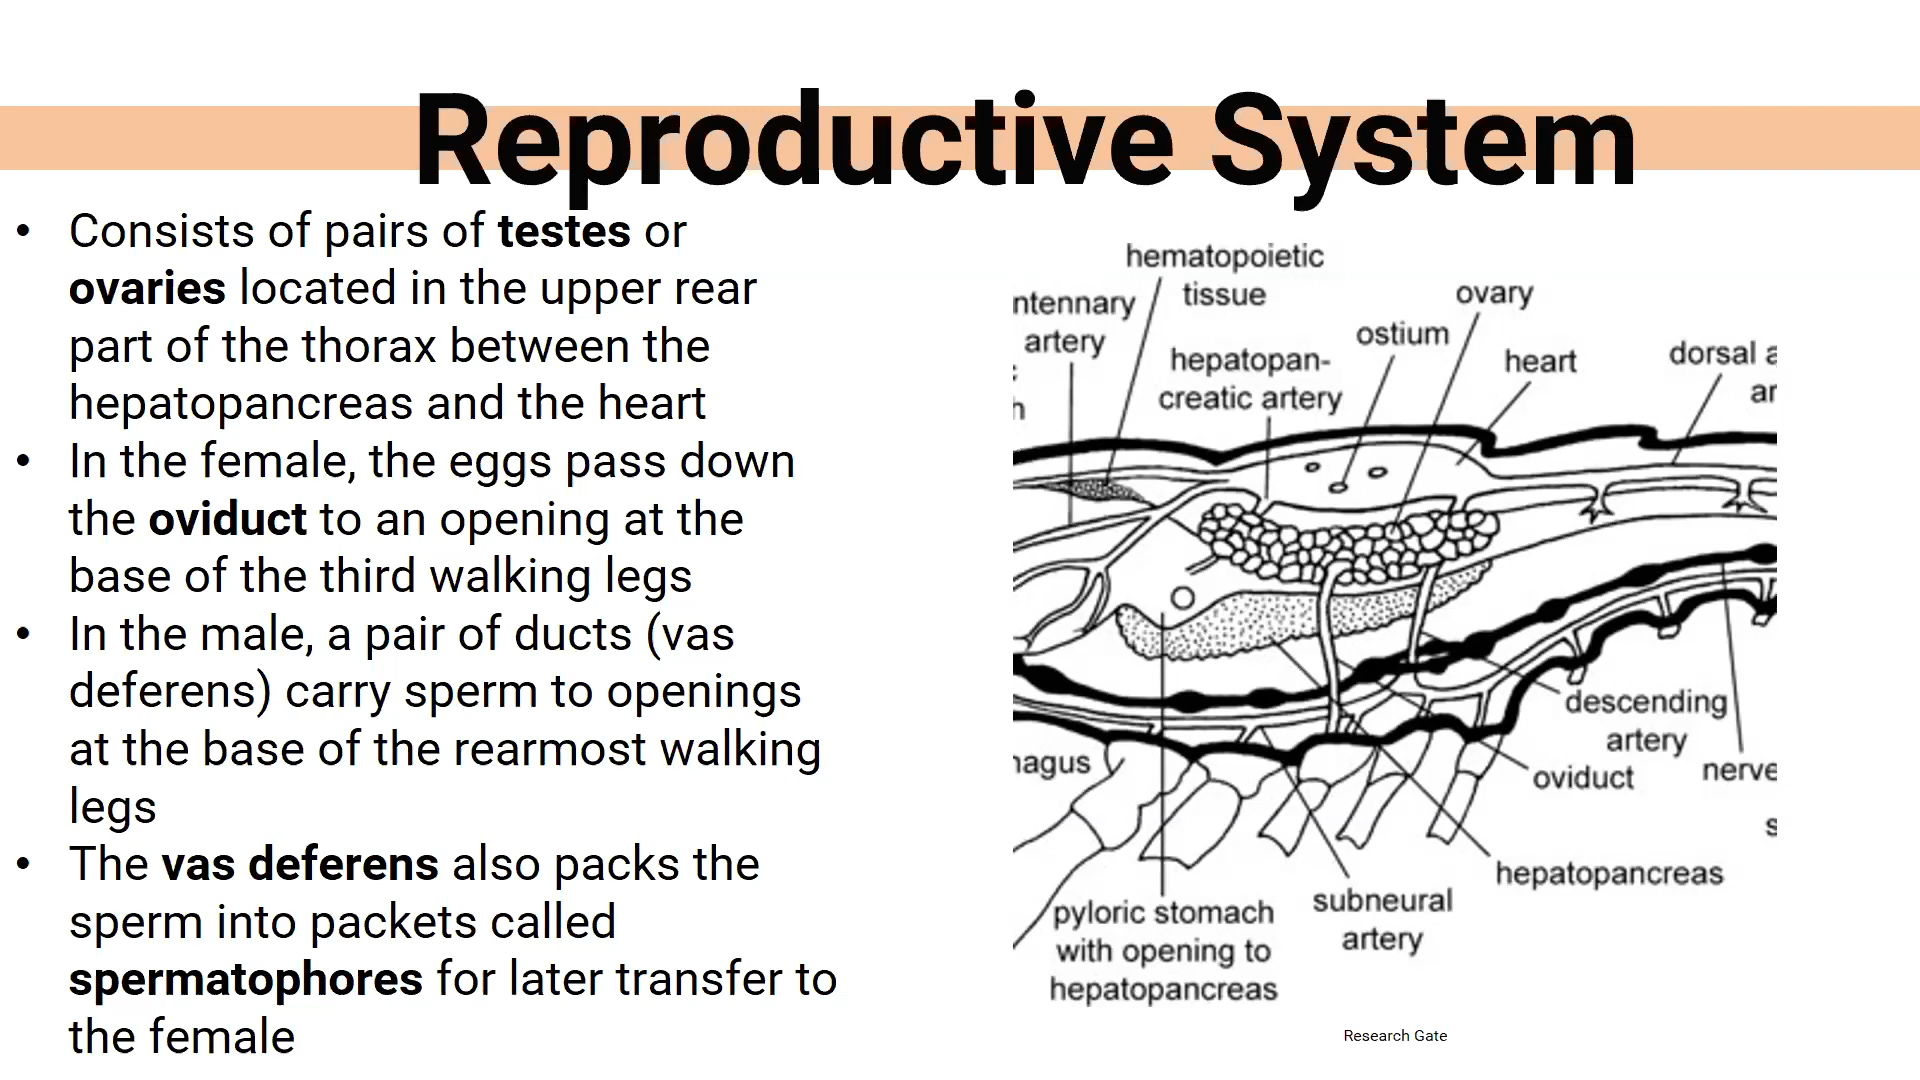 Reproductive System
• Consists of pairs of testes or
ovaries located in the upper rear
part of the thorax between the
hepatopancreas and the heart
• In the female, the eggs pass down
the oviduct to an opening at the
base of the third walking legs
• In the male, a pair of ducts (vas
deferens) carry sperm to openings
at the base of the rearmost walking
legs
• The vas deferens also packs the
sperm into packets called
spermatophores for later transfer to
the female
hematopoietic
tissue
ntennary
artery
h
hepatopan-
creatic artery
ostium
ovary
heart
dorsal a
ar
descending
artery
oviduct
nerve
s
hagus
hepatopancreas
subneural
artery
pyloric stomach
with opening to
hepatopancreas
Research Gate